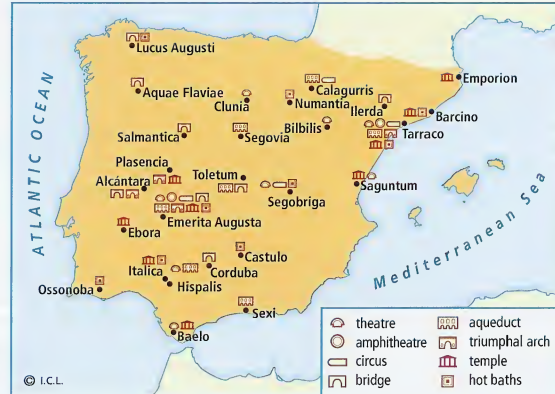 Lucus Augusti
Emporion
Aquae Flaviae
Calagurris
Clunia
Numantia
Ilerda
Barcino
Bilbilis
Tarraco
Salmantica
Segovia
Plasencia
Toletum
Alcántara
Saguntum
Segobriga
Emerita Augusta
Ebora
Castulo
Italica
Corduba
Ossonoba
Hispalis
Sexi
Baelo
ATLANTIC OCEAN
Mediterranean Sea
theatre
aqueduct
amphitheatre
triumphal arch
circus
temple
bridge
hot baths
© I.C.L.